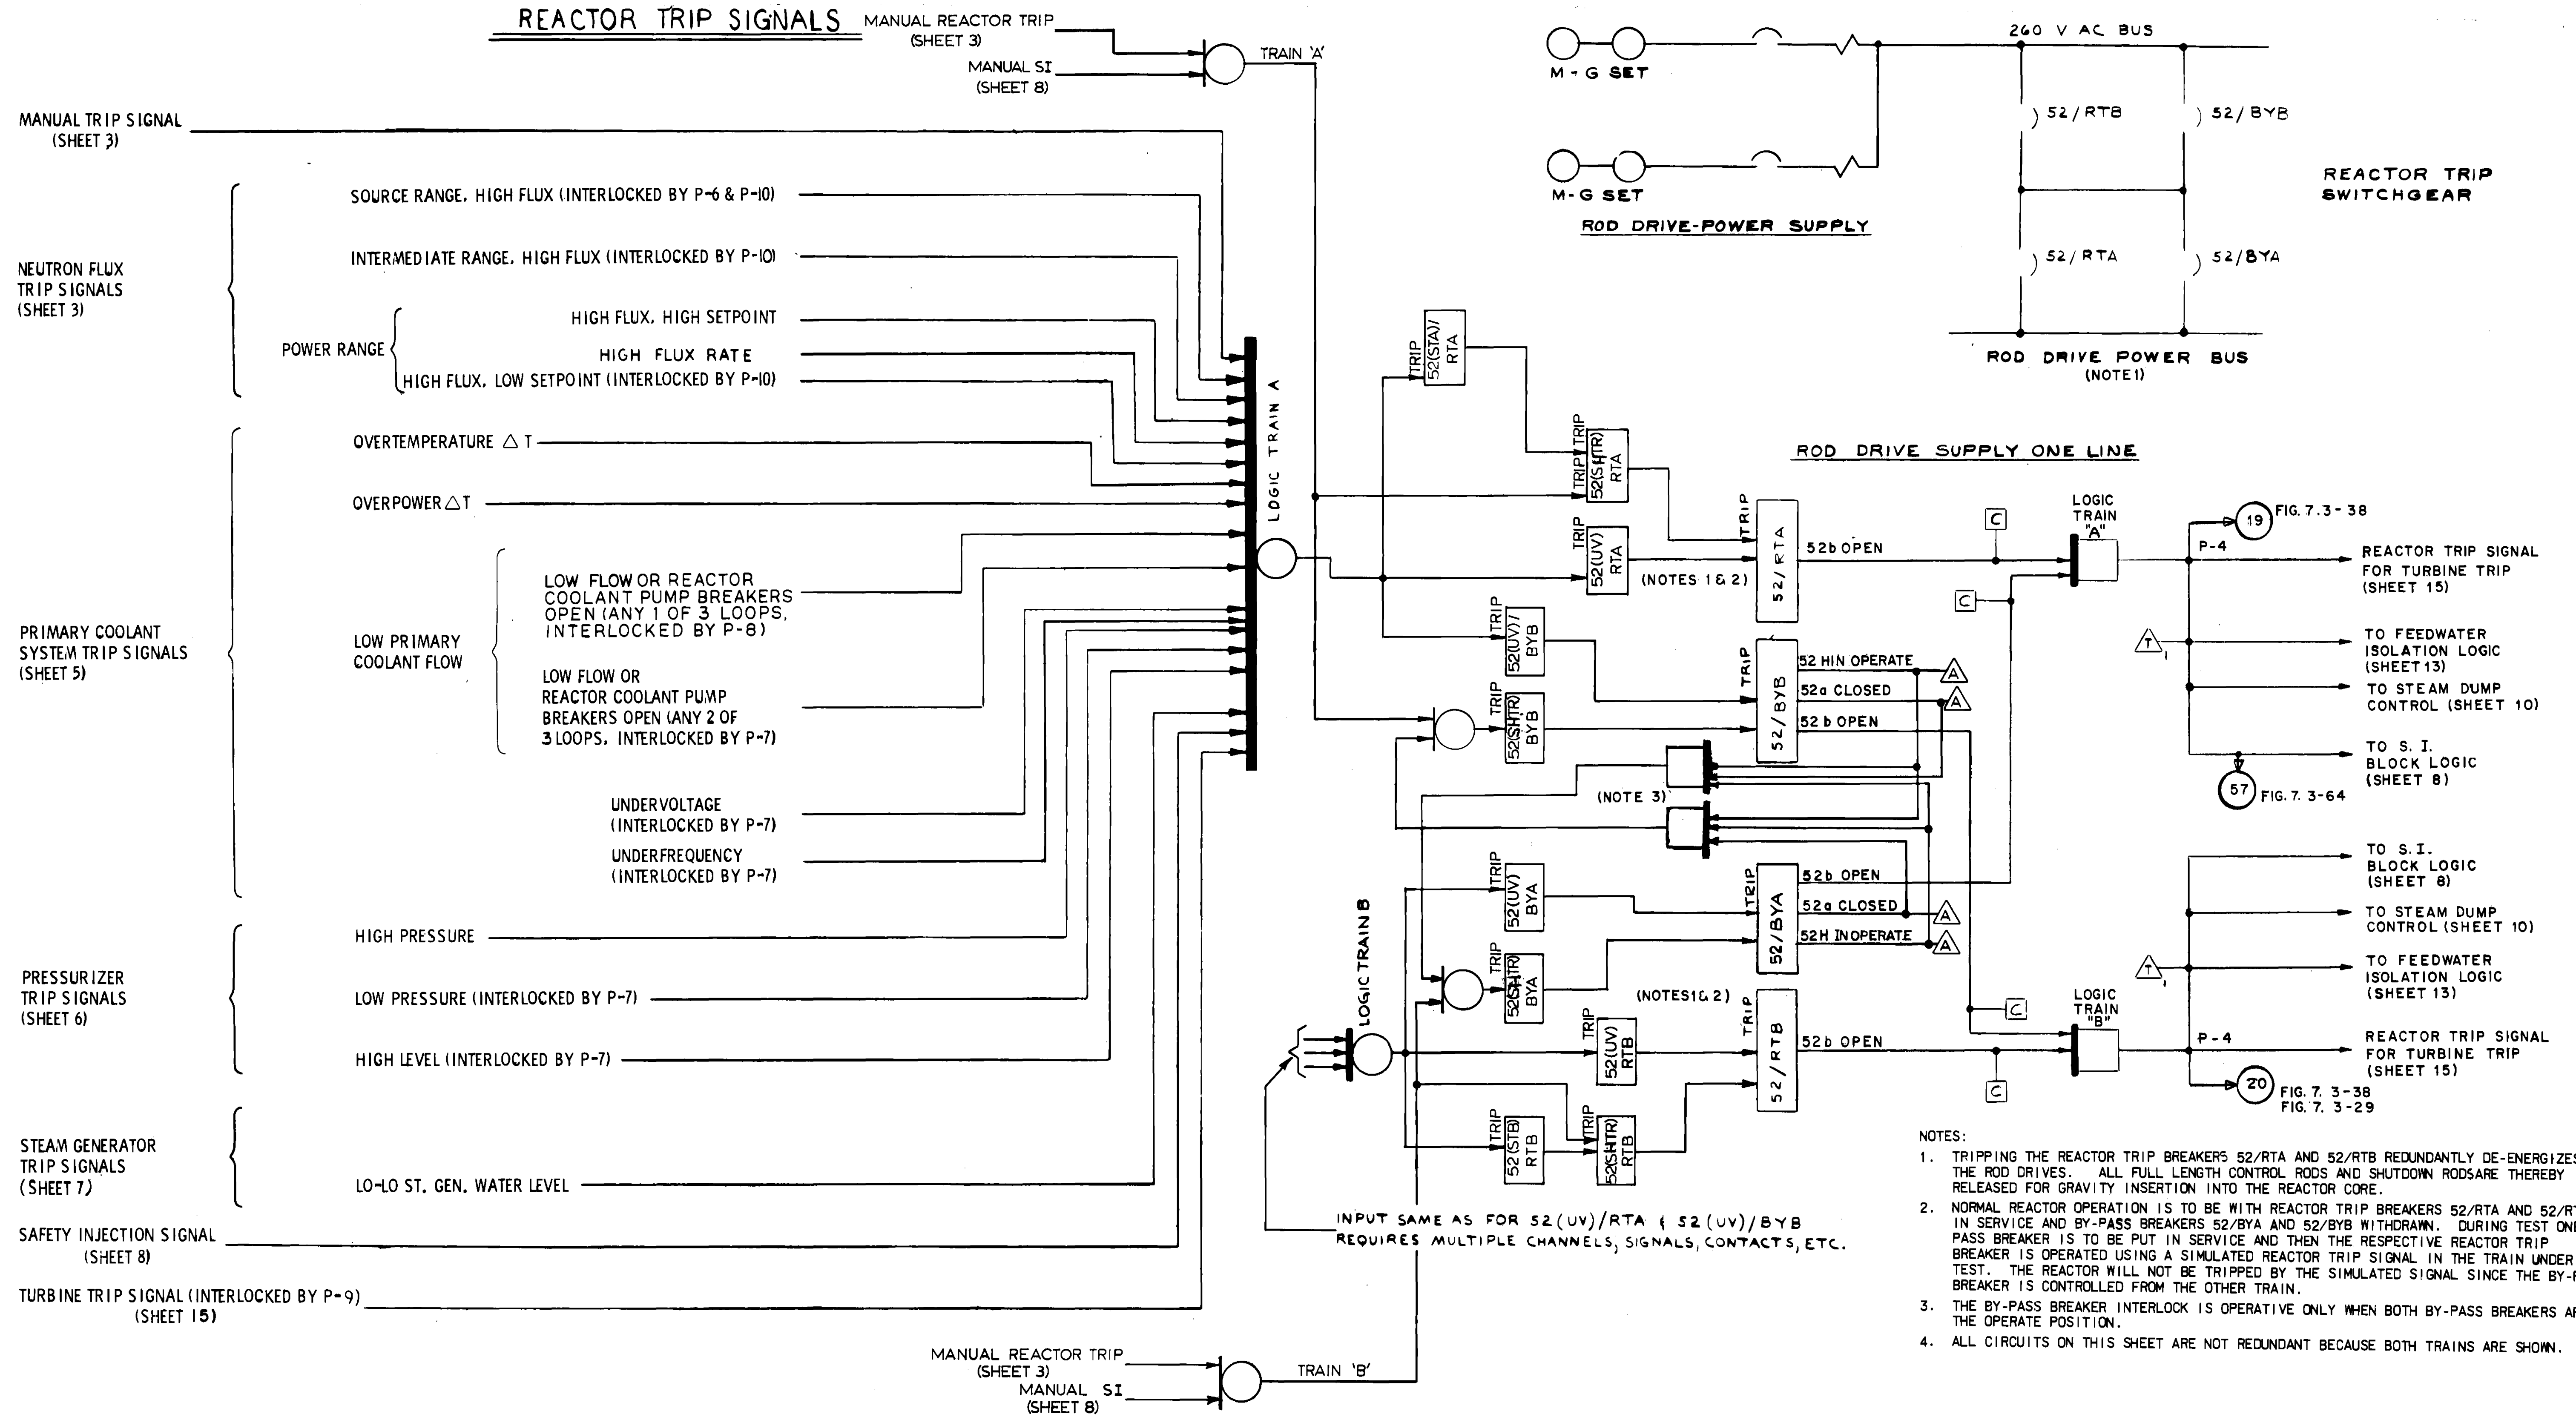 REACTOR TRIP SIGNALS
MANUAL REACTOR TRIP
(SHEET 3)
MANUAL SI
(SHEET 8)
TRAIN 'A'
MANUAL TRIP SIGNAL
(SHEET 3)
NEUTRON FLUX
TRIP SIGNALS
(SHEET 3)
SOURCE RANGE, HIGH FLUX (INTERLOCKED BY P-6 & P-10)
INTERMEDIATE RANGE, HIGH FLUX (INTERLOCKED BY P-10)
POWER RANGE
HIGH FLUX, HIGH SETPOINT
HIGH FLUX RATE
HIGH FLUX, LOW SETPOINT (INTERLOCKED BY P-10)
PRIMARY COOLANT
SYSTEM TRIP SIGNALS
(SHEET 5)
OVERTEMPERATURE △ T
OVERPOWER △ T
LOW PRIMARY
COOLANT FLOW
LOW FLOW OR REACTOR
COOLANT PUMP BREAKERS
OPEN (ANY 1 OF 3 LOOPS,
INTERLOCKED BY P-8)
LOW FLOW OR
REACTOR COOLANT PUMP
BREAKERS OPEN (ANY 2 OF
3 LOOPS, INTERLOCKED BY P-7)
UNDERVOLTAGE
(INTERLOCKED BY P-7)
UNDERFREQUENCY
(INTERLOCKED BY P-7)
PRESSURIZER
TRIP SIGNALS
(SHEET 6)
HIGH PRESSURE
LOW PRESSURE (INTERLOCKED BY P-7)
HIGH LEVEL (INTERLOCKED BY P-7)
STEAM GENERATOR
TRIP SIGNALS
(SHEET 7)
LO-LO ST. GEN. WATER LEVEL
SAFETY INJECTION SIGNAL
(SHEET 8)
TURBINE TRIP SIGNAL (INTERLOCKED BY P-9)
(SHEET 15)
MANUAL REACTOR TRIP
(SHEET 3)
MANUAL SI
(SHEET 8)
TRAIN 'B'
LOGIC TRAIN A
LOGIC TRAIN B
M - G SET
M - G SET
ROD DRIVE-POWER SUPPLY
260 V AC BUS
52/RTB
52/BYB
52/RTA
52/BYA
REACTOR TRIP
SWITCHGEAR
ROD DRIVE POWER BUS
(NOTE 1)
ROD DRIVE SUPPLY ONE LINE
TRIP
52(STA)/
RTA
TRIP TRIP
52(SHTR)
RTA
TRIP
52(UV)
RTA
(NOTES 1 & 2)
TRIP
52/RTA
52b OPEN
TRIP
52(UV)/
BYB
TRIP
52(SHTR)
BYB
TRIP
52/BYB
52 HIN OPERATE
52a CLOSED
52 b OPEN
A
A
(NOTE 3)
TRIP
52(UV)
BYA
TRIP
52(SHTR)
BYA
TRIP
52/BYA
52b OPEN
52a CLOSED
52H INOPERATE
A
A
(NOTES 1 & 2)
TRIP
52(UV)
RTB
TRIP
52(STB)
RTB
TRIP
52(SHTR)
RTB
TRIP
52/RTB
52b OPEN
C
C
C
C
LOGIC
TRAIN
"A"
P-4
19
FIG. 7.3-38
REACTOR TRIP SIGNAL
FOR TURBINE TRIP
(SHEET 15)
T
1
TO FEEDWATER
ISOLATION LOGIC
(SHEET 13)
TO STEAM DUMP
CONTROL (SHEET 10)
TO S. I.
BLOCK LOGIC
(SHEET 8)
57
FIG. 7. 3-64
TO S.I.
BLOCK LOGIC
(SHEET 8)
TO STEAM DUMP
CONTROL (SHEET 10)
T
1
TO FEEDWATER
ISOLATION LOGIC
(SHEET 13)
LOGIC
TRAIN
"B"
P-4
REACTOR TRIP SIGNAL
FOR TURBINE TRIP
(SHEET 15)
20
FIG. 7. 3-38
FIG. 7. 3-29
INPUT SAME AS FOR 52(UV)/RTA & 52(UV)/BYB
REQUIRES MULTIPLE CHANNELS, SIGNALS, CONTACTS, ETC.
NOTES:
1. TRIPPING THE REACTOR TRIP BREAKERS 52/RTA AND 52/RTB REDUNDANTLY DE-ENERGIZES
THE ROD DRIVES. ALL FULL LENGTH CONTROL RODS AND SHUTDOWN RODSARE THEREBY
RELEASED FOR GRAVITY INSERTION INTO THE REACTOR CORE.
2. NORMAL REACTOR OPERATION IS TO BE WITH REACTOR TRIP BREAKERS 52/RTA AND 52/RT
IN SERVICE AND BY-PASS BREAKERS 52/BYA AND 52/BYB WITHDRAWN. DURING TEST ONE
PASS BREAKER IS TO BE PUT IN SERVICE AND THEN THE RESPECTIVE REACTOR TRIP
BREAKER IS OPERATED USING A SIMULATED REACTOR TRIP SIGNAL IN THE TRAIN UNDER
TEST. THE REACTOR WILL NOT BE TRIPPED BY THE SIMULATED SIGNAL SINCE THE BY-
BREAKER IS CONTROLLED FROM THE OTHER TRAIN.
3. THE BY-PASS BREAKER INTERLOCK IS OPERATIVE ONLY WHEN BOTH BY-PASS BREAKERS
THE OPERATE POSITION.
4. ALL CIRCUITS ON THIS SHEET ARE NOT REDUNDANT BECAUSE BOTH TRAINS ARE SHOWN.